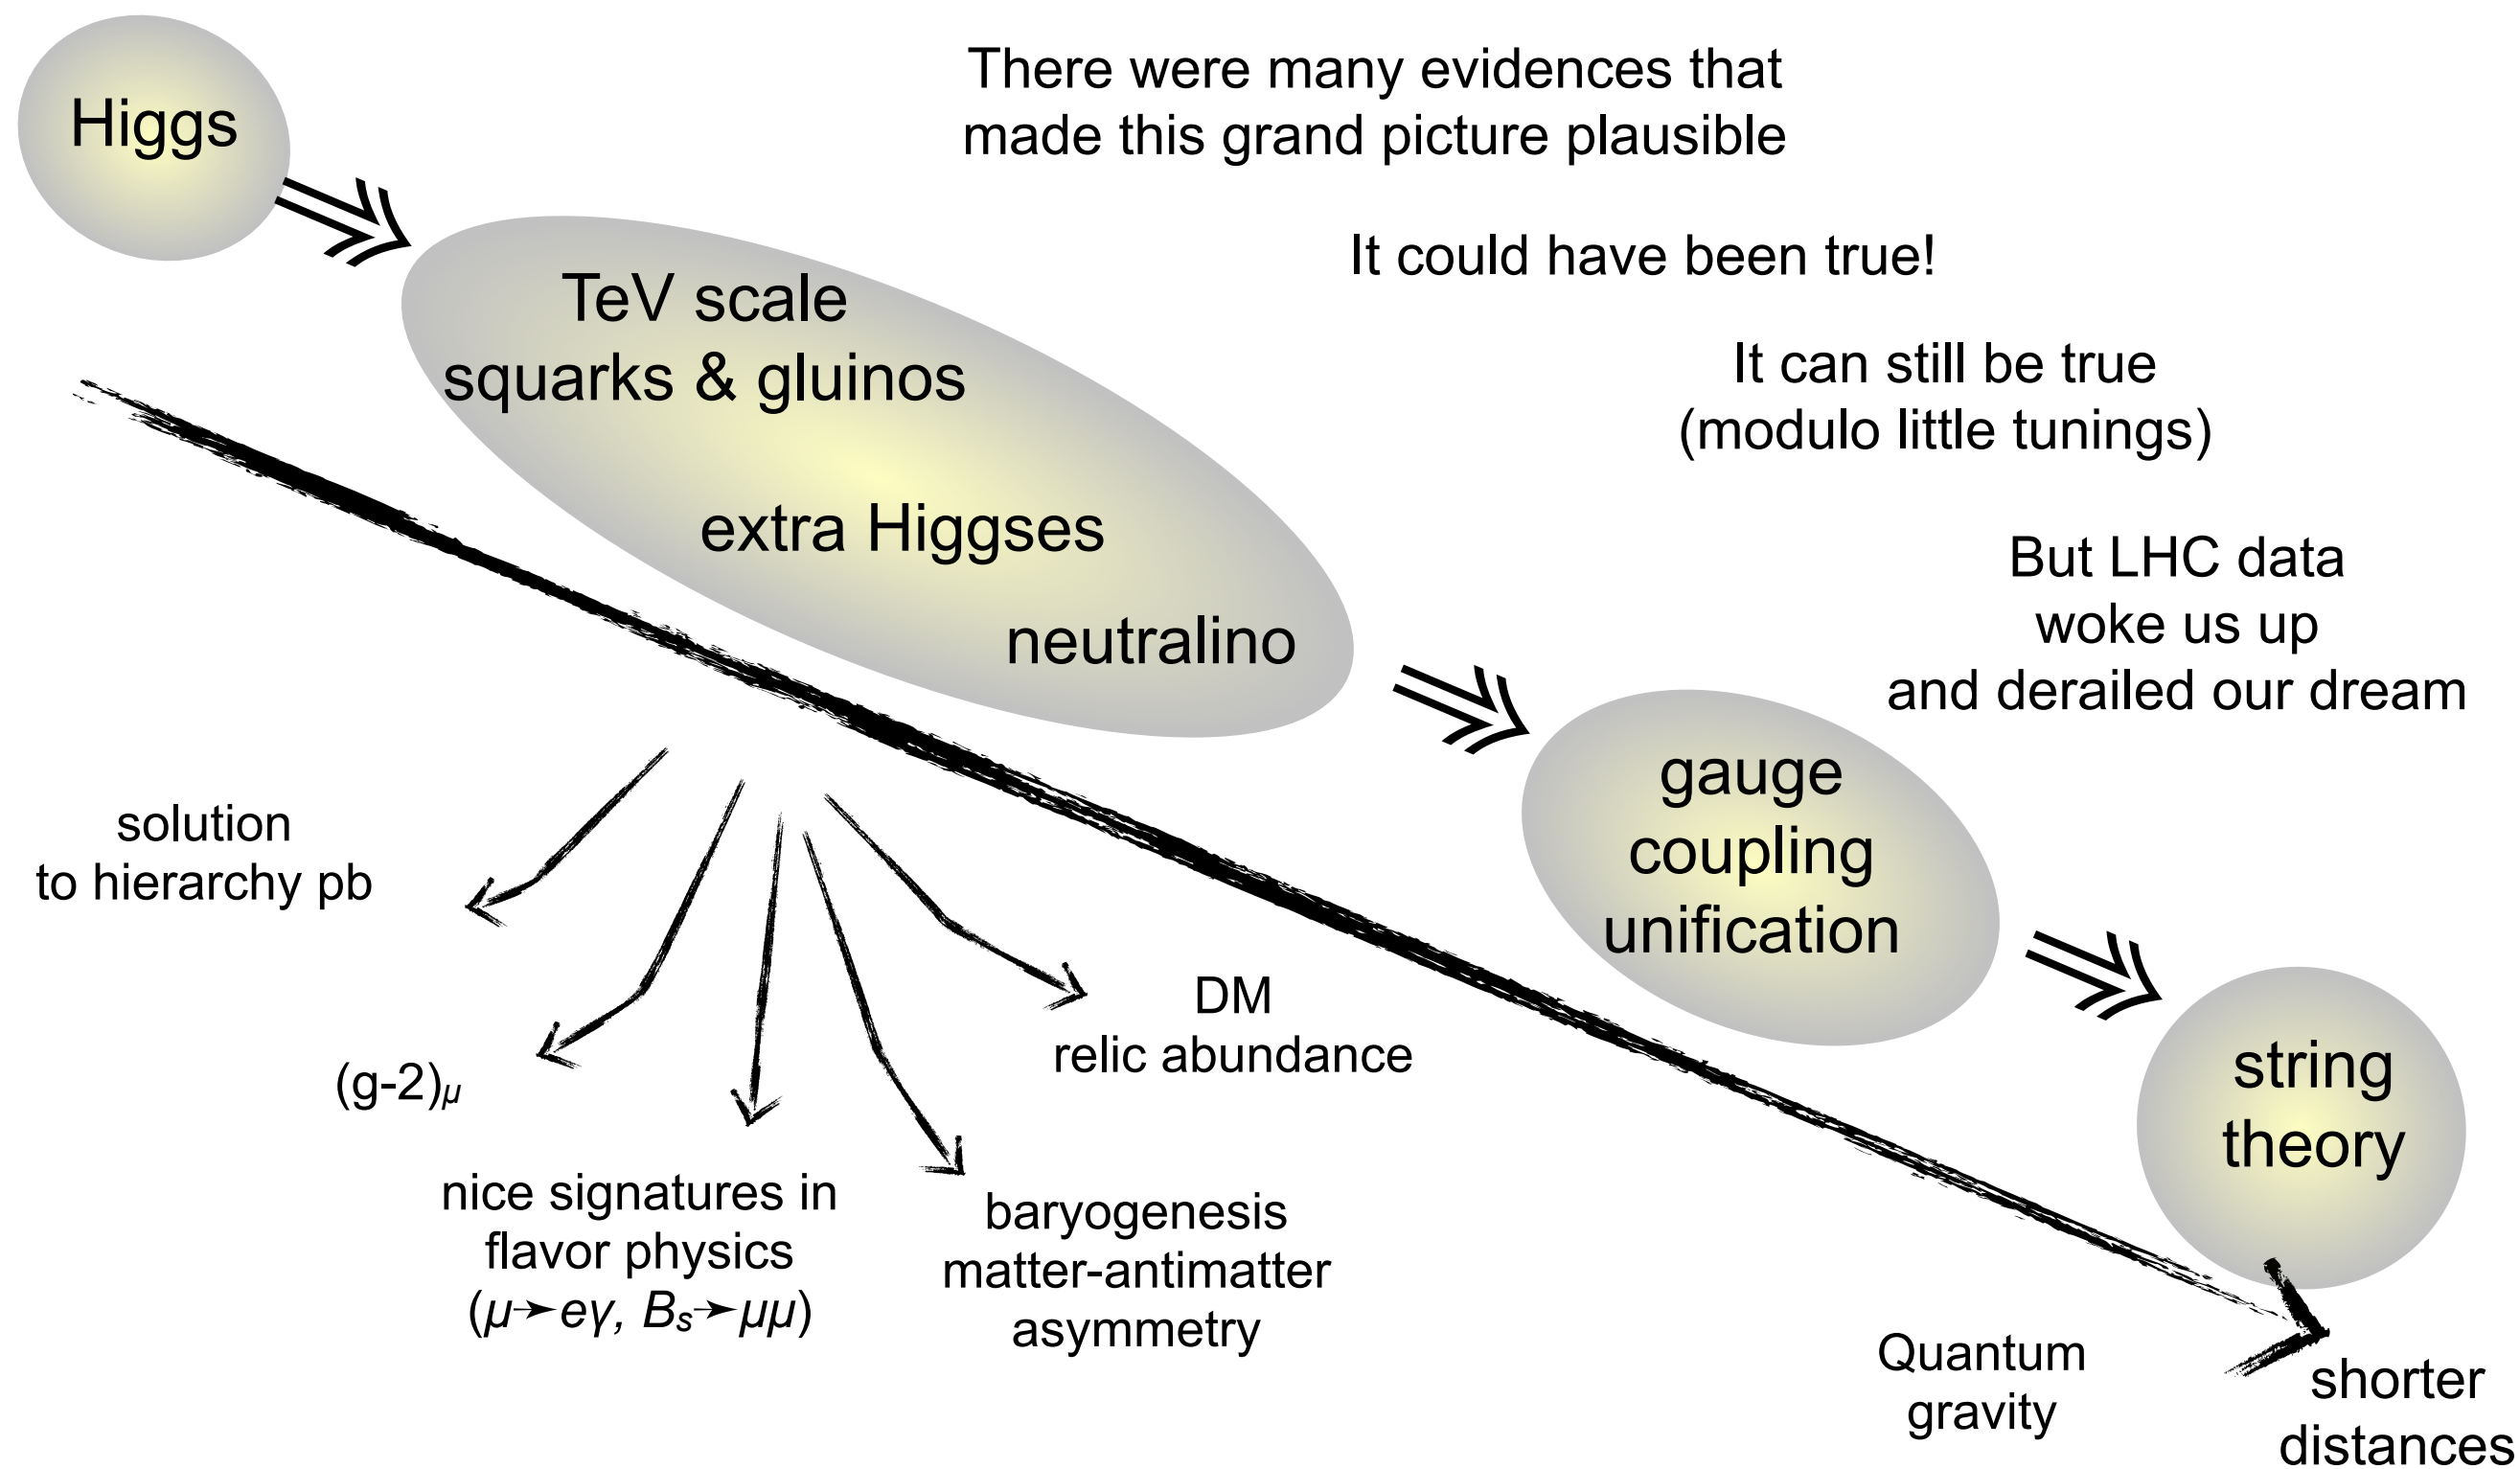 Higgs
There were many evidences that
made this grand picture plausible
It could have been true!
TeV scale
squarks & gluinos
extra Higgses
neutralino
It can still be true
(modulo little tunings)
But LHC data
woke us up
and derailed our dream
gauge
coupling
unification
string
theory
solution
to hierarchy pb
(g-2)μ
nice signatures in
flavor physics
(μ➛eγ, Bs➛μμ)
baryogenesis
matter-antimatter
asymmetry
DM
relic abundance
Quantum
gravity
shorter
distances